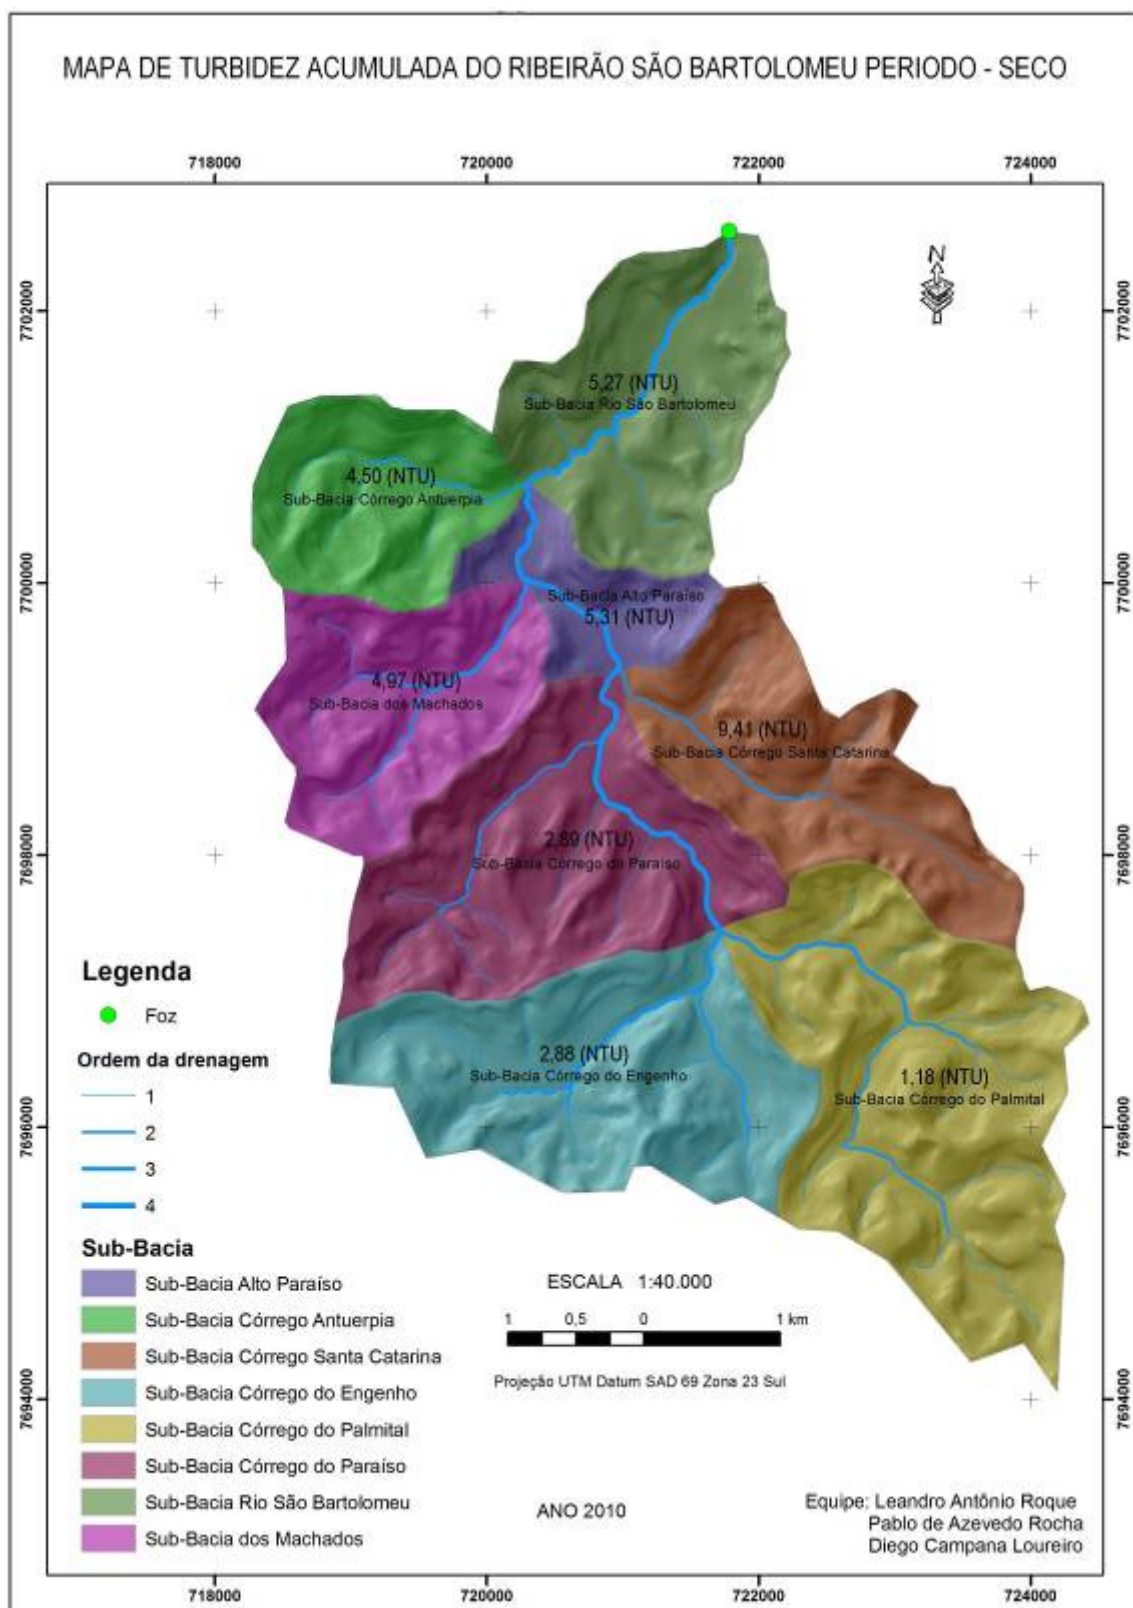 MAPA DE TURBIDEZ ACUMULADA DO RIBEIRÃO SÃO BARTOLOMEU PERIODO - SECO
718000 720000 722000 724000
7702000 7702000
N
5,27 (NTU)
Sub-Bacia Rio São Bartolomeu
4,50 (NTU)
Sub-Bacia Córrego Antuerpia
7700000 7700000
Sub-Bacia Alto Paraíso
5,31 (NTU)
4,97 (NTU)
Sub-Bacia dos Machados
9,41 (NTU)
Sub-Bacia Córrego Santa Catarina
7698000 7698000
2,89 (NTU)
Sub-Bacia Córrego do Paraiso
2,88 (NTU)
Sub-Bacia Córrego do Engenho
1,18 (NTU)
Sub-Bacia Córrego do Palmital
7696000 7696000
Legenda
Foz
Ordem da drenagem
1
2
3
4
Sub-Bacia
Sub-Bacia Alto Paraíso
Sub-Bacia Córrego Antuerpia
Sub-Bacia Córrego Santa Catarina
Sub-Bacia Córrego do Engenho
Sub-Bacia Córrego do Palmital
Sub-Bacia Córrego do Paraíso
Sub-Bacia Rio São Bartolomeu
Sub-Bacia dos Machados
ESCALA 1:40.000
1 0,5 0 1 km
Projeção UTM Datum SAD 69 Zona 23 Sul
7694000 7694000
ANO 2010
Equipe: Leandro Antônio Roque
Pablo de Azevedo Rocha
Diego Campana Loureiro
718000 720000 722000 724000